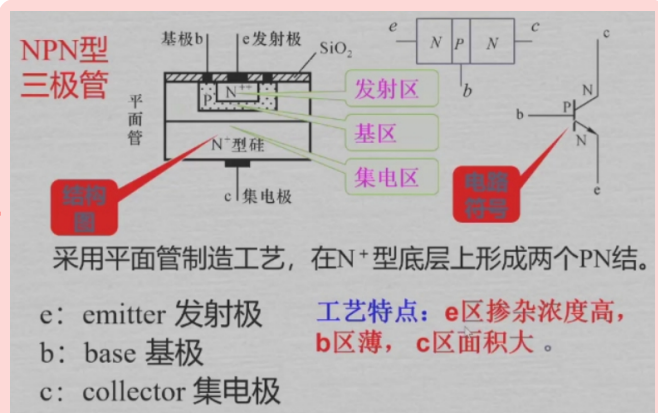 NPN型
三极管
基极b
e发射极
SiO₂
平面管
P
N⁺⁺
N⁺型硅
c 集电极
发射区
基区
集电区
结构图
e
N P N
c
b
c
N
b
P
N
e
电路符号
采用平面管制造工艺，在N⁺型底层上形成两个PN结。
e：emitter 发射极
b：base 基极
c：collector 集电极
工艺特点：e区掺杂浓度高，
b区薄，c区面积大。